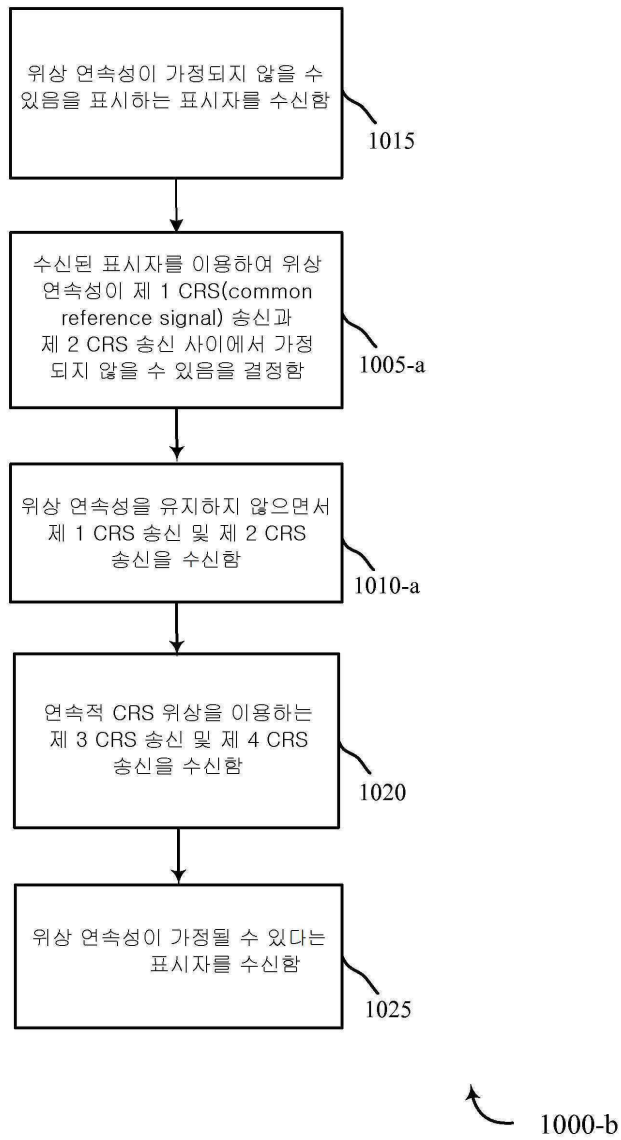 위상 연속성이 가정되지 않을 수
있음을 표시하는 표시자를 수신함
1015
수신된 표시자를 이용하여 위상
연속성이 제 1 CRS(common
reference signal) 송신과
제 2 CRS 송신 사이에서 가정
되지 않을 수 있음을 결정함
1005-a
위상 연속성을 유지하지 않으면서
제 1 CRS 송신 및 제 2 CRS
송신을 수신함
1010-a
연속적 CRS 위상을 이용하는
제 3 CRS 송신 및 제 4 CRS
송신을 수신함
1020
위상 연속성이 가정될 수 있다는
표시자를 수신함
1025
1000-b